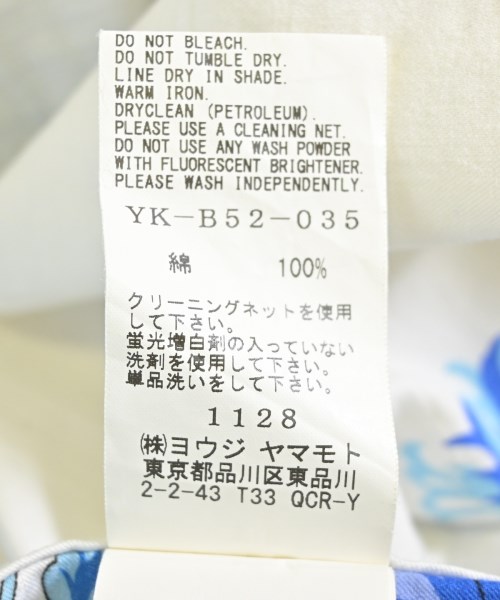 DO NOT BLEACH.
DO NOT TUMBLE DRY.
LINE DRY IN SHADE.
WARM IRON.
DRYCLEAN (PETROLEUM).
PLEASE USE A CLEANING NET.
DO NOT USE ANY WASH POWDER
WITH FLUORESCENT BRIGHTENER.
PLEASE WASH INDEPENDENTLY.
YK-B52-035
綿 100%
クリーニングネットを使用
して下さい。
蛍光増白剤の入っていない
洗剤を使用して下さい。
単品洗いをして下さい。
1128
㈱ヨウジ ヤマモト
東京都品川区東品川
2-2-43 T33 QCR-Y